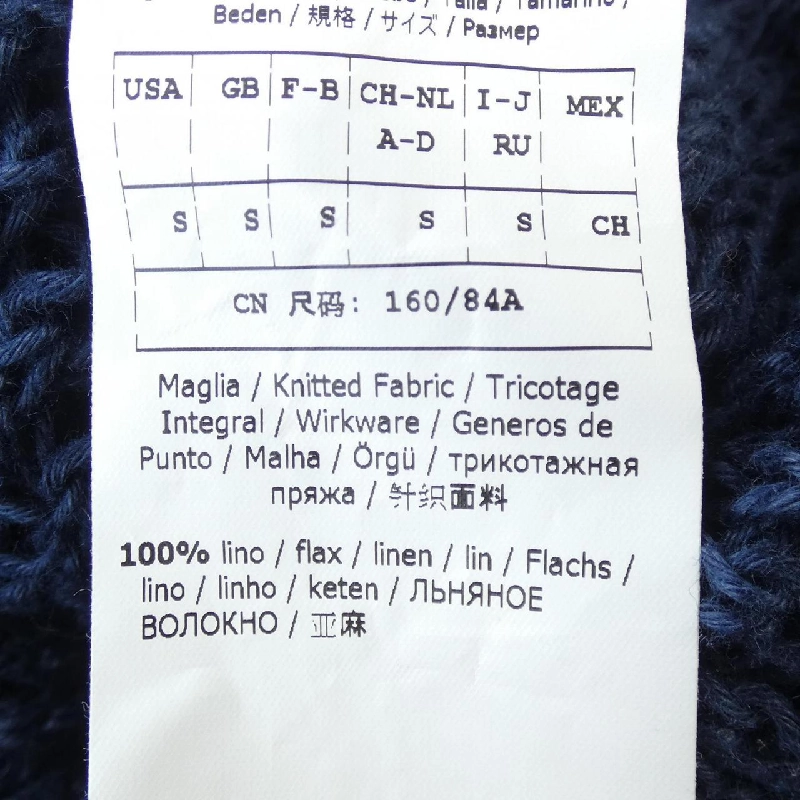 Talla / Tamanho /
Beden / 規格 / サイズ / Размер
USA GB F-B CH-NL I-J MEX
A-D RU
S S S S S CH
CN 尺码: 160/84A
Maglia / Knitted Fabric / Tricotage
Integral / Wirkware / Generos de
Punto / Malha / Örgü / трикотажная
пряжа / 针织面料
100% lino / flax / linen / lin / Flachs /
lino / linho / keten / ЛЬНЯНОЕ
ВОЛОКНО / 亚麻